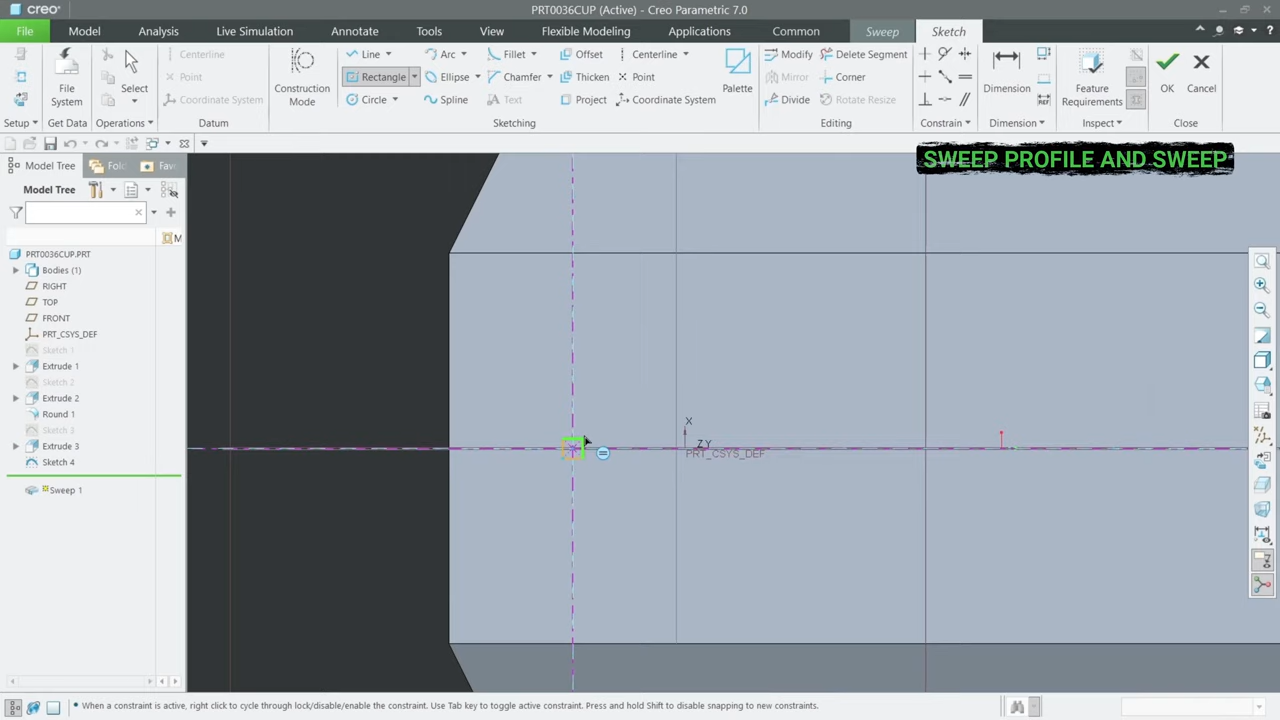 creo
PRT0036CUP (Active) - Creo Parametric 7.0
File Model Analysis Live Simulation Annotate Tools View Flexible Modeling Applications Common Sweep Sketch
File System
Setup
Get Data
Select
Operations
Centerline
Point
Coordinate System
Datum
Construction Mode
Line Arc Fillet Offset Centerline
Rectangle Ellipse Chamfer Thicken Point
Circle Spline Text Project Coordinate System
Palette
Sketching
Modify Delete Segment
Mirror Corner
Divide Rotate Resize
Editing
Constrain
Dimension
Dimension
Feature Requirements
Inspect
OK Cancel
Close
Model Tree Fol Fav
Model Tree
M
PRT0036CUP.PRT
Bodies (1)
RIGHT
TOP
FRONT
PRT_CSYS_DEF
Sketch 1
Extrude 1
Sketch 2
Extrude 2
Round 1
Sketch 3
Extrude 3
Sketch 4
Sweep 1
SWEEP PROFILE AND SWEEP
X
Z Y
PRT_CSYS_DEF
• When a constraint is active, right click to cycle through lock/disable/enable the constraint. Use Tab key to toggle active constraint. Press and hold Shift to disable snapping to new constraints.